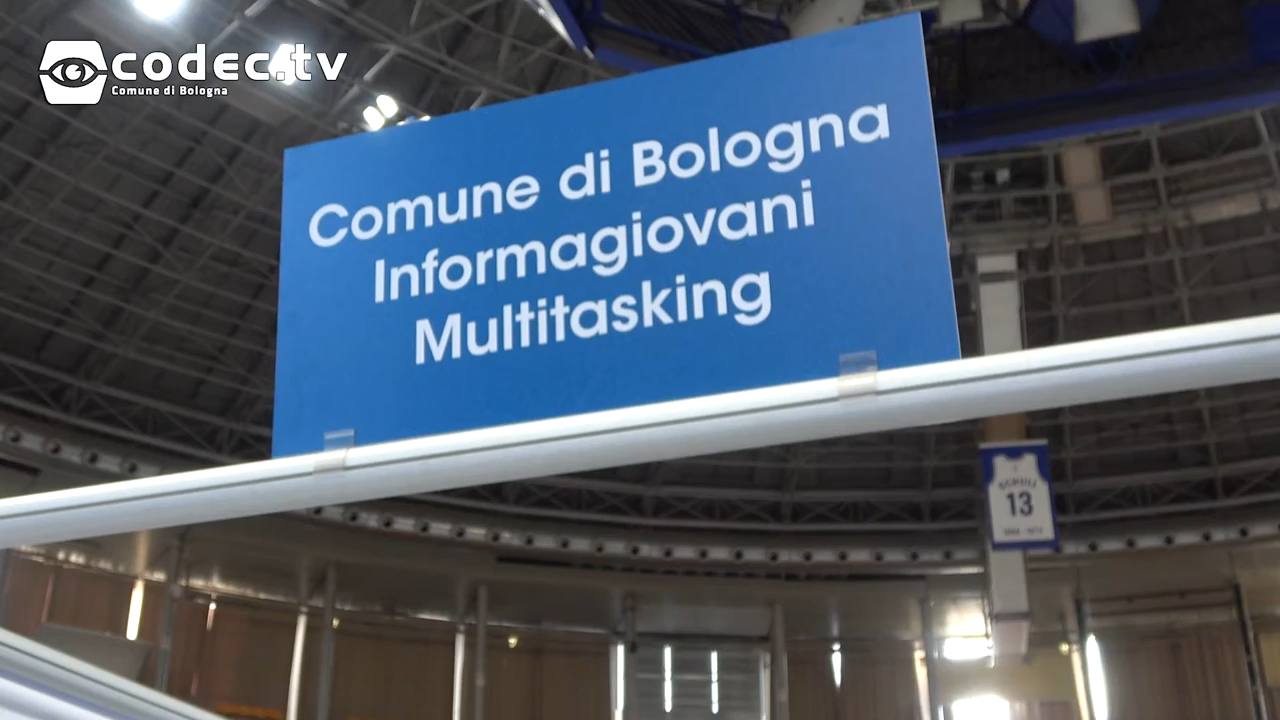 codec.tv
Comune di Bologna
Comune di Bologna
Informagiovani
Multitasking
13